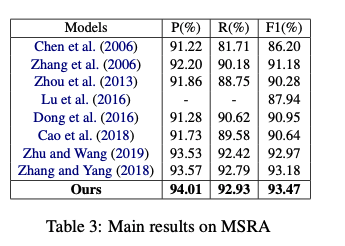 Models P(%) R(%) F1(%)
Chen et al. (2006) 91.22 81.71 86.20
Zhang et al. (2006) 92.20 90.18 91.18
Zhou et al. (2013) 91.86 88.75 90.28
Lu et al. (2016) - - 87.94
Dong et al. (2016) 91.28 90.62 90.95
Cao et al. (2018) 91.73 89.58 90.64
Zhu and Wang (2019) 93.53 92.42 92.97
Zhang and Yang (2018) 93.57 92.79 93.18
Ours 94.01 92.93 93.47
Table 3: Main results on MSRA